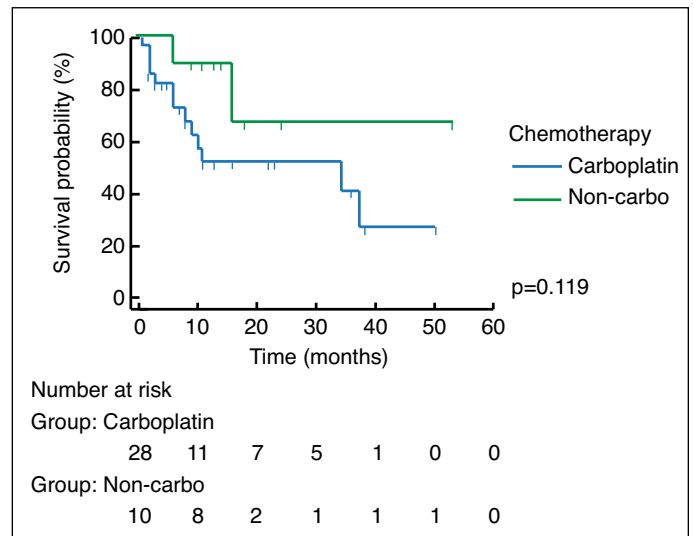 100
80
60
40
20
0
Survival probability (%)
0 10 20 30 40 50 60
Time (months)
Chemotherapy
Carboplatin
Non-carbo
p=0.119
Number at risk
Group: Carboplatin
28 11 7 5 1 0 0
Group: Non-carbo
10 8 2 1 1 1 0